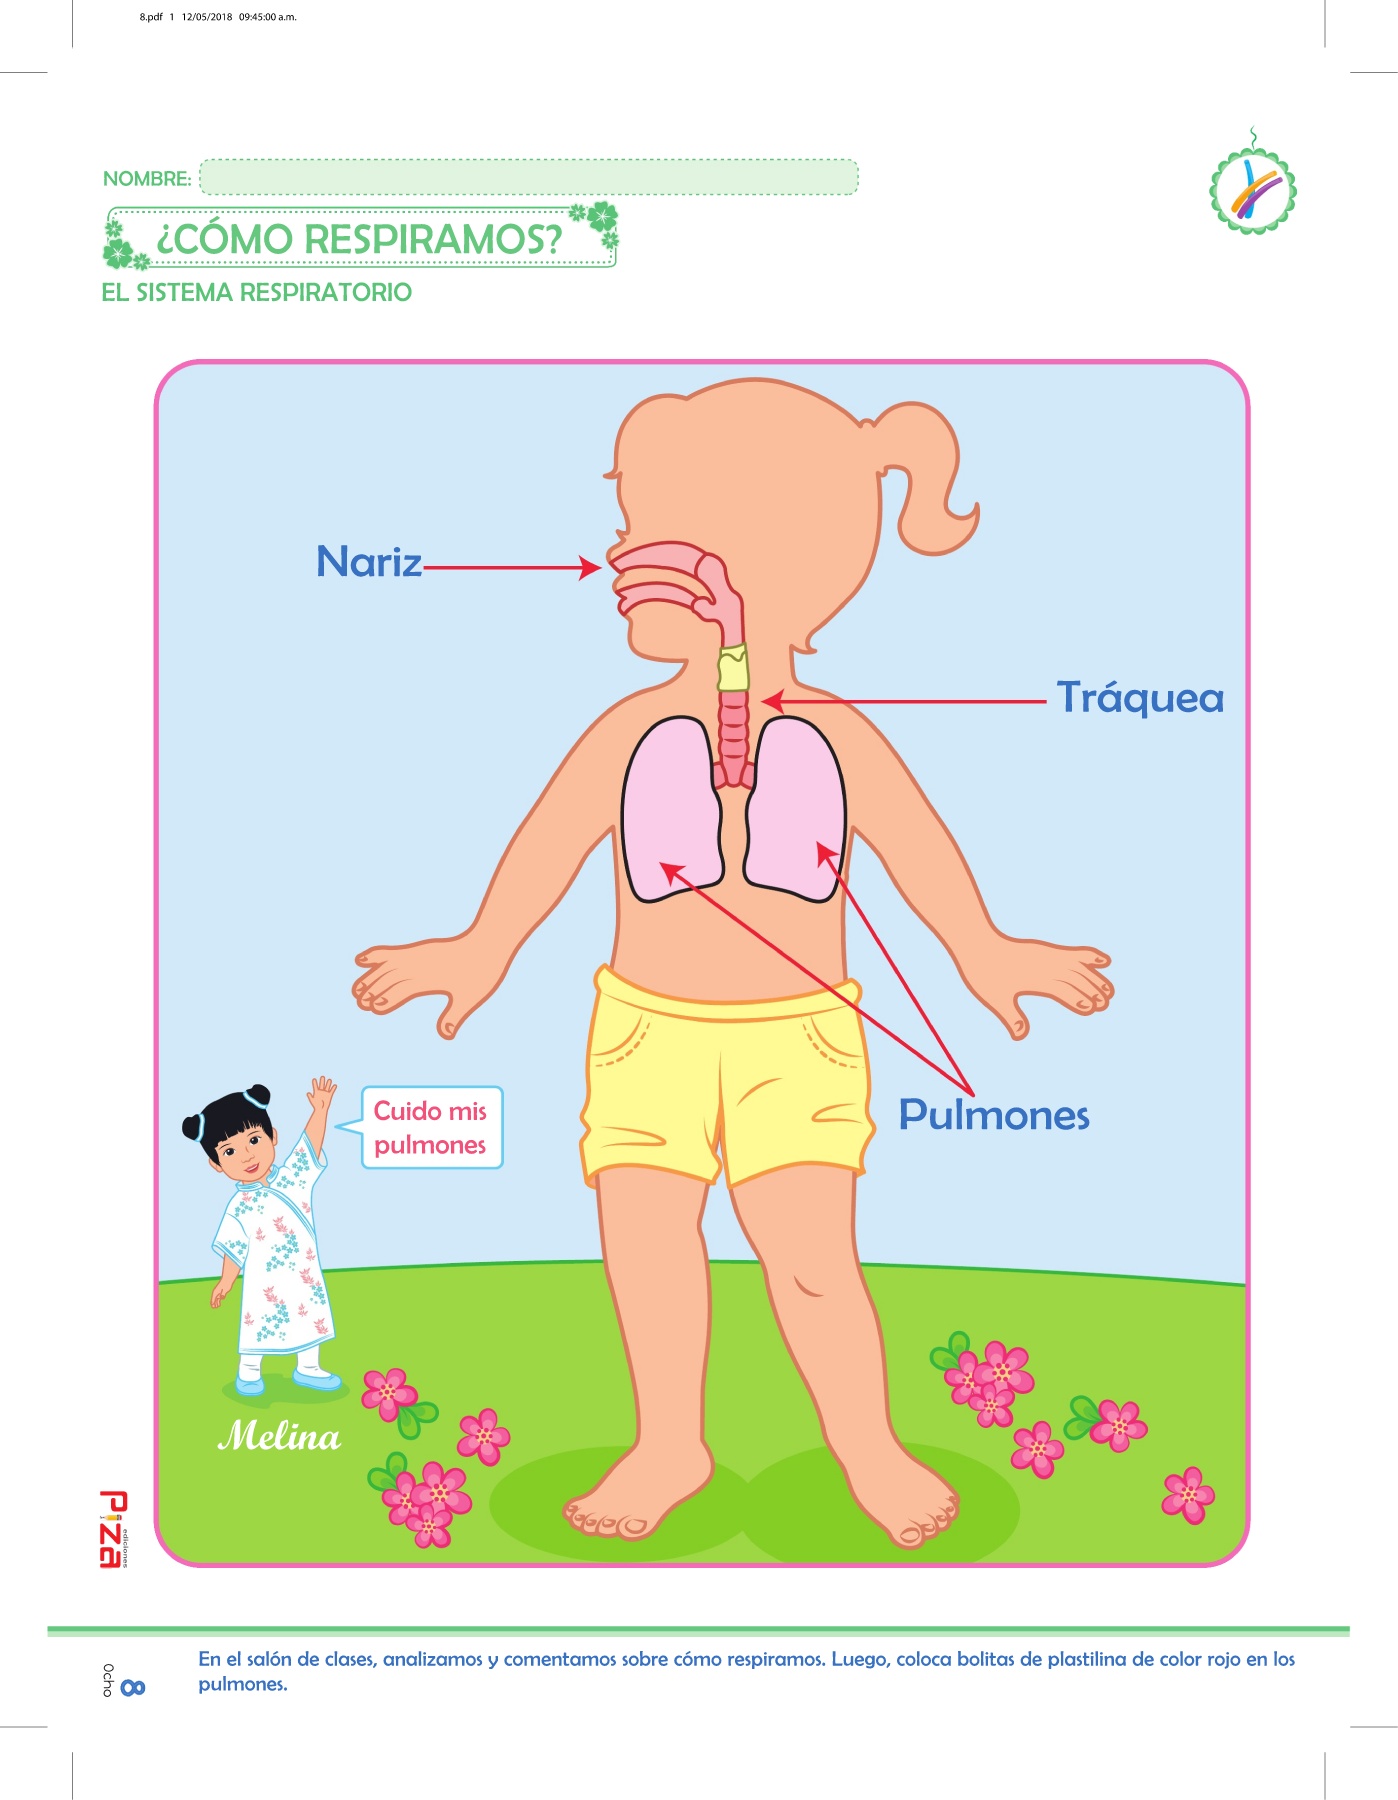 8.pdf 1 12/05/2018 09:45:00 a.m.
NOMBRE:
¿CÓMO RESPIRAMOS?
EL SISTEMA RESPIRATORIO
Nariz
Tráquea
Cuido mis
pulmones
Pulmones
Melina
Piza
ediciones
En el salón de clases, analizamos y comentamos sobre cómo respiramos. Luego, coloca bolitas de plastilina de color rojo en los
pulmones.
Ocho
8